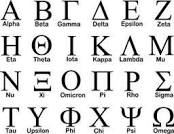 Α Β Γ Δ Ε Ζ
Alpha Beta Gamma Delta Epsilon Zeta
Η Θ Ι Κ Λ Μ
Eta Theta Iota Kappa Lambda Mu
Ν Ξ Ο Π Ρ Σ
Nu Xi Omicron Pi Rho Sigma
Τ Υ Φ Χ Ψ Ω
Tau Upsilon Phi Chi Psi Omega